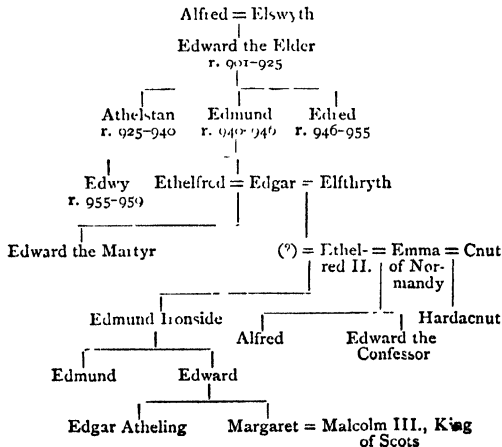 Alfred = Elswyth
Edward the Elder
r. 901-925
Athelstan Edmund Edred
r. 925-940 r. 940-946 r. 946-955
Edwy Ethelfred = Edgar = Elfthryth
r. 955-959
Edward the Martyr
(?) = Ethel- = Emma = Cnut
red II. of Nor-
mandy
Edmund Ironside
Alfred
Edward the
Confessor
Hardacnut
Edmund Edward
Edgar Atheling Margaret = Malcolm III., King
of Scots